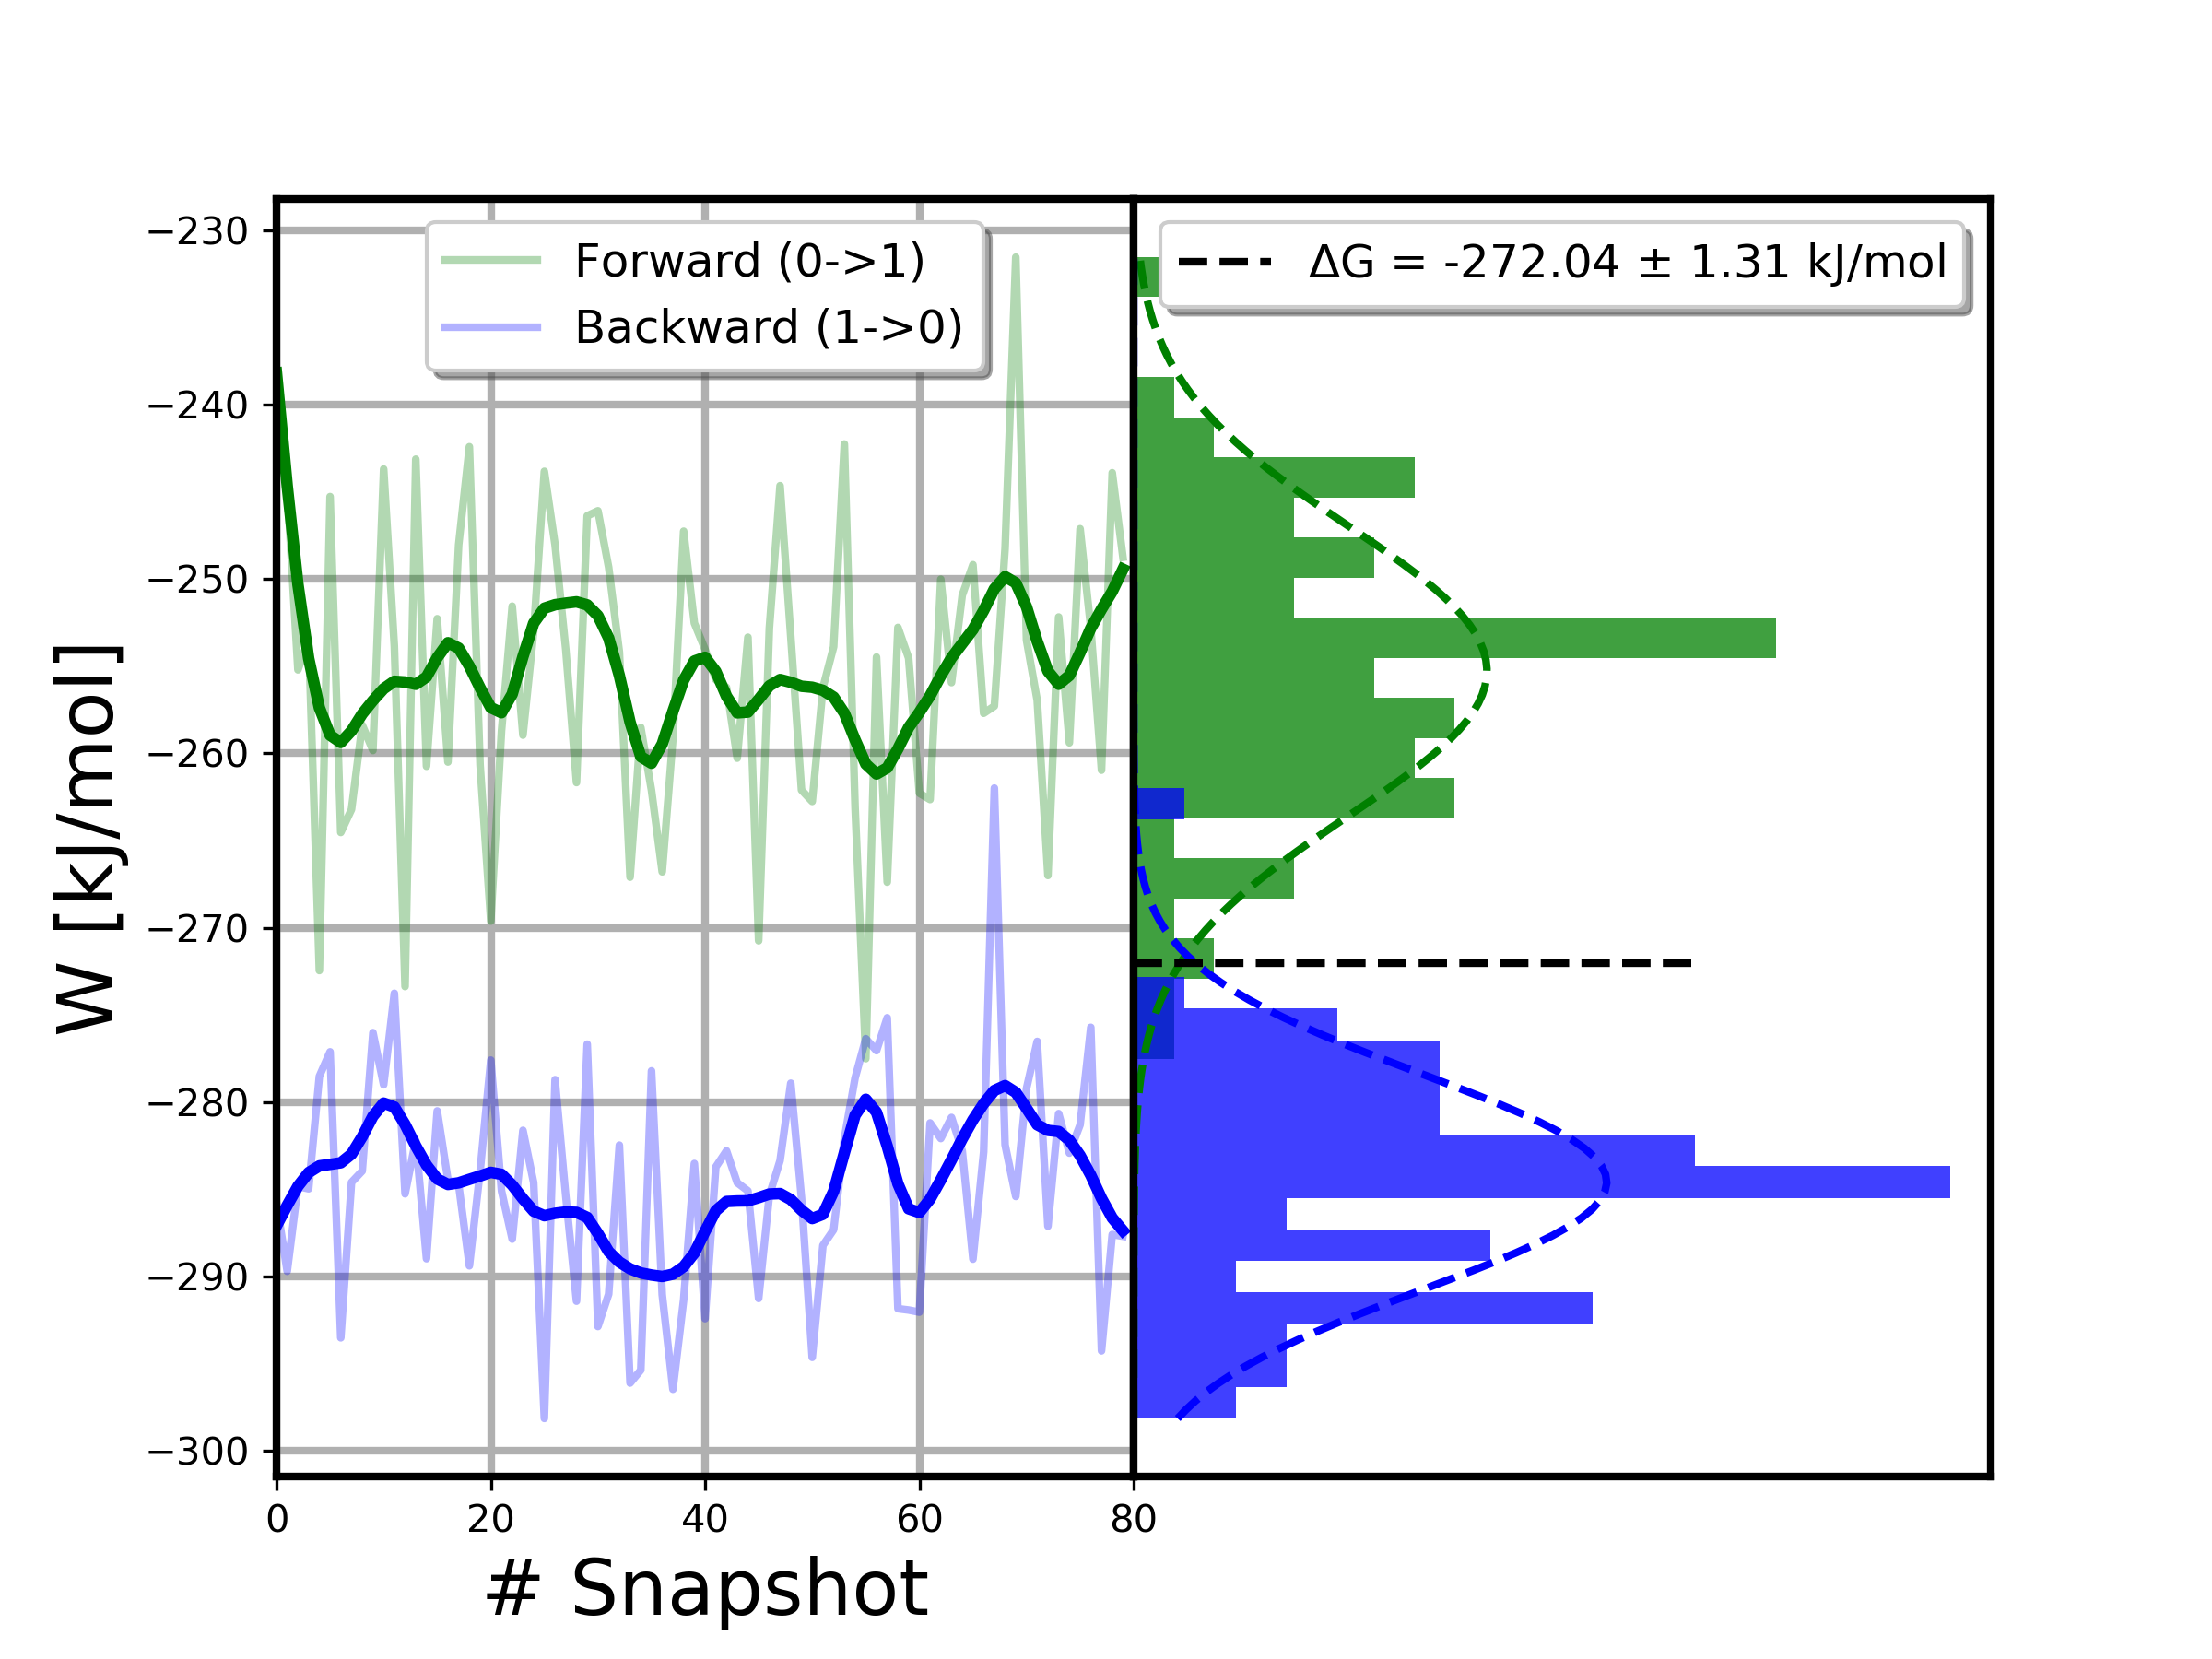 Forward (0->1)
Backward (1->0)
ΔG = -272.04 ± 1.31 kJ/mol
W [kJ/mol]
−230
−240
−250
−260
−270
−280
−290
−300
0 20 40 60 80
# Snapshot